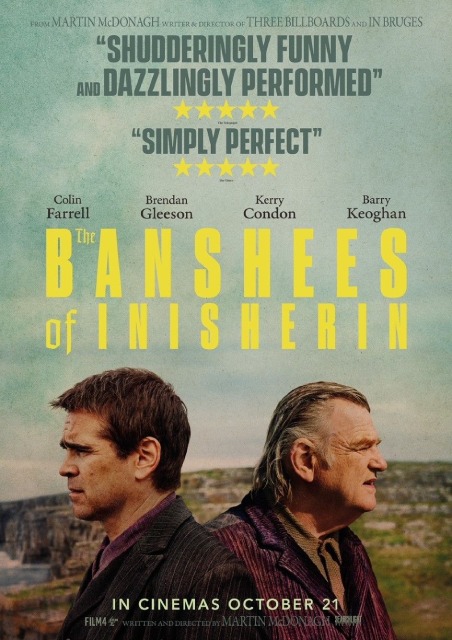 FROM MARTIN McDONAGH WRITER & DIRECTOR OF THREE BILLBOARDS AND IN BRUGES
“SHUDDERINGLY FUNNY
AND DAZZLINGLY PERFORMED”
“SIMPLY PERFECT”
Colin Farrell
Brendan Gleeson
Kerry Condon
Barry Keoghan
The BANSHEES
of INISHERIN
IN CINEMAS OCTOBER 21
FILM4 WRITTEN AND DIRECTED BY MARTIN McDONAGH SEARCHLIGHT